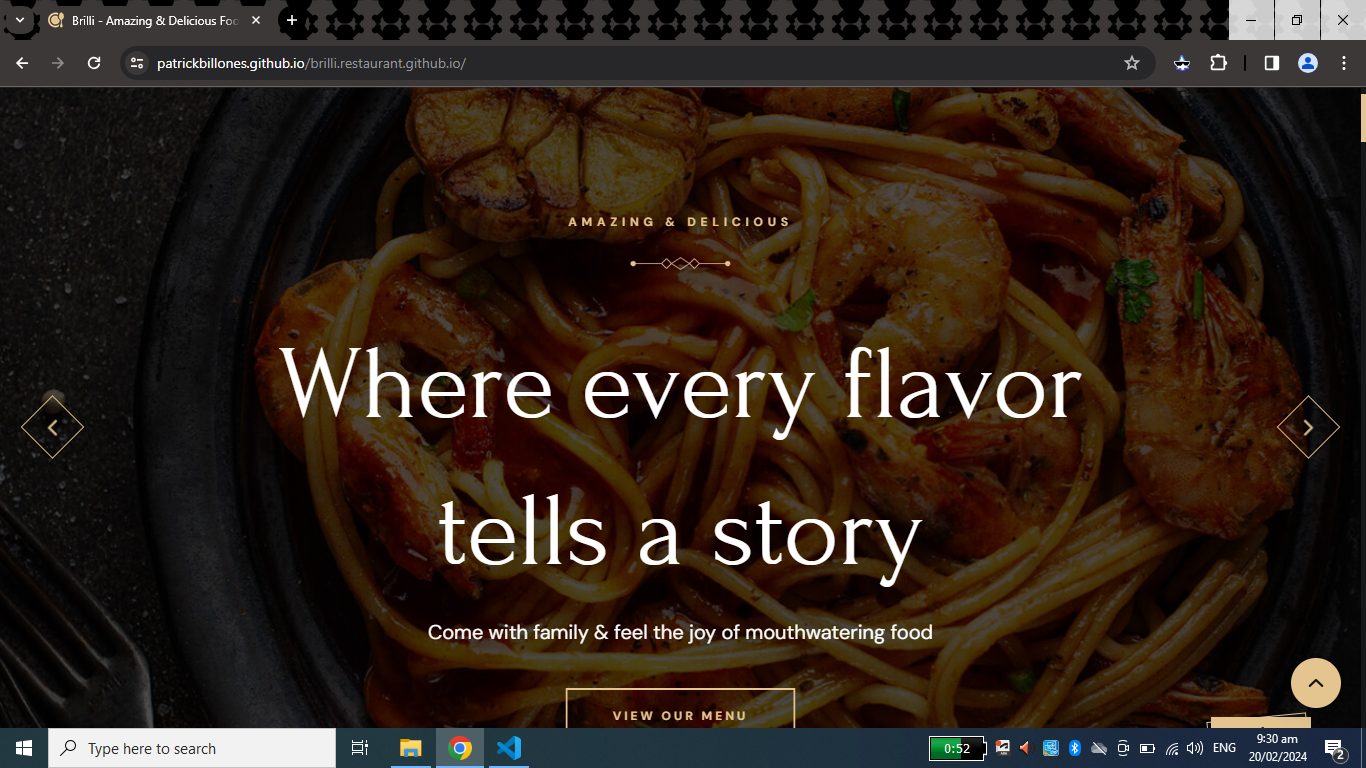 Brilli - Amazing & Delicious Foo
patrickbillones.github.io/brilli.restaurant.github.io/
AMAZING & DELICIOUS
Where every flavor
tells a story
Come with family & feel the joy of mouthwatering food
VIEW OUR MENU
Type here to search
0:52
ENG
9:30 am
20/02/2024
2